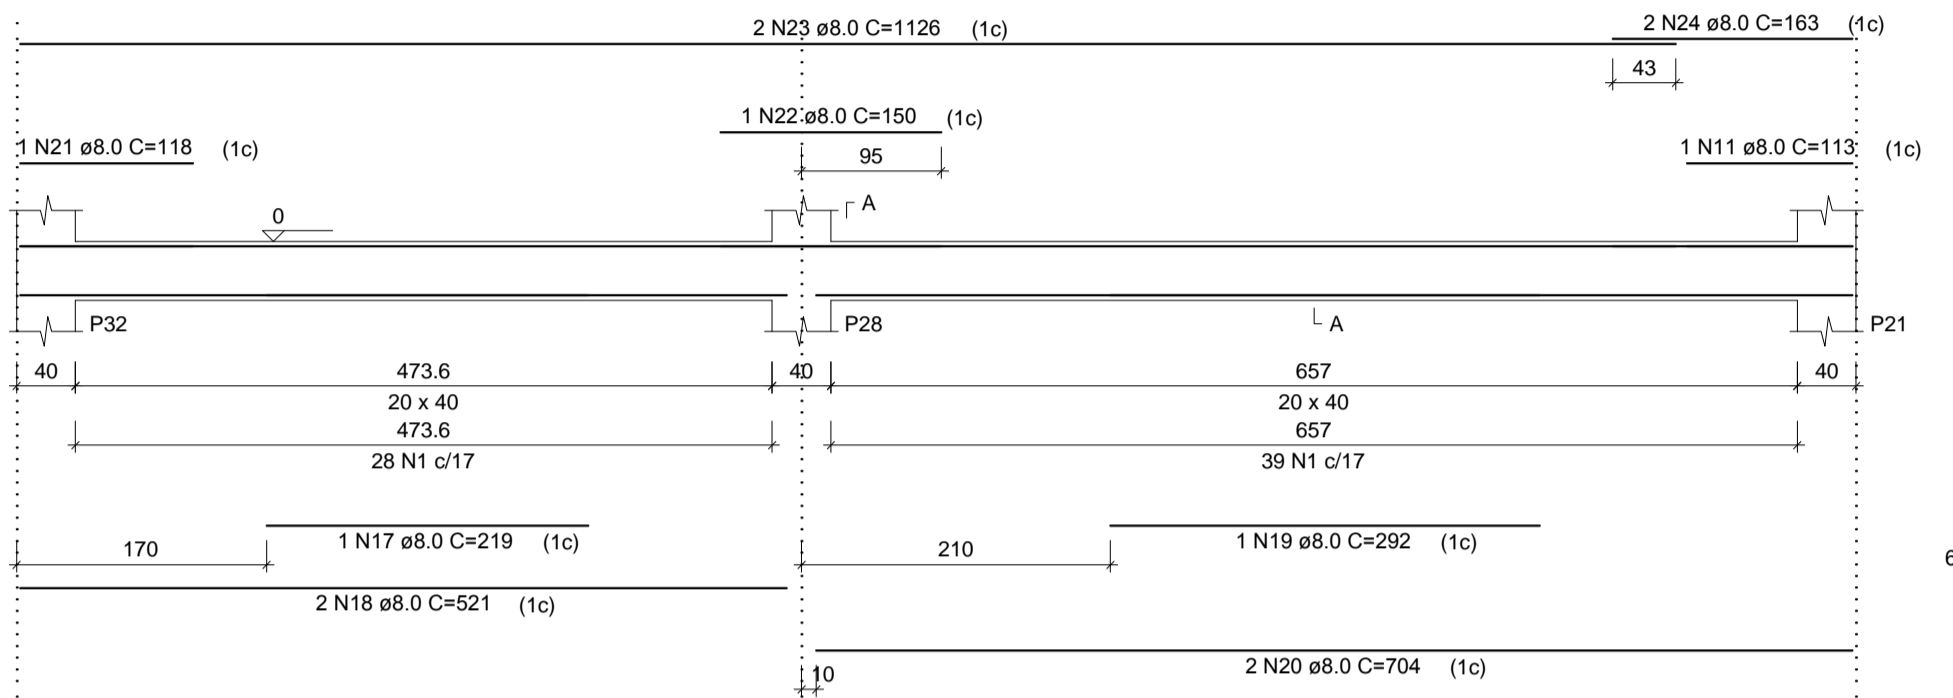 2 N23 ø8.0 C=1126 (1c)
2 N24 ø8.0 C=163 (1c)
43
1 N22 ø8.0 C=150 (1c)
95
1 N21 ø8.0 C=118 (1c)
1 N11 ø8.0 C=113 (1c)
A
0
P32
P28
A
P21
40
473.6
40
657
40
20 x 40
20 x 40
473.6
657
28 N1 c/17
39 N1 c/17
170
1 N17 ø8.0 C=219 (1c)
210
1 N19 ø8.0 C=292 (1c)
6
2 N18 ø8.0 C=521 (1c)
10
2 N20 ø8.0 C=704 (1c)